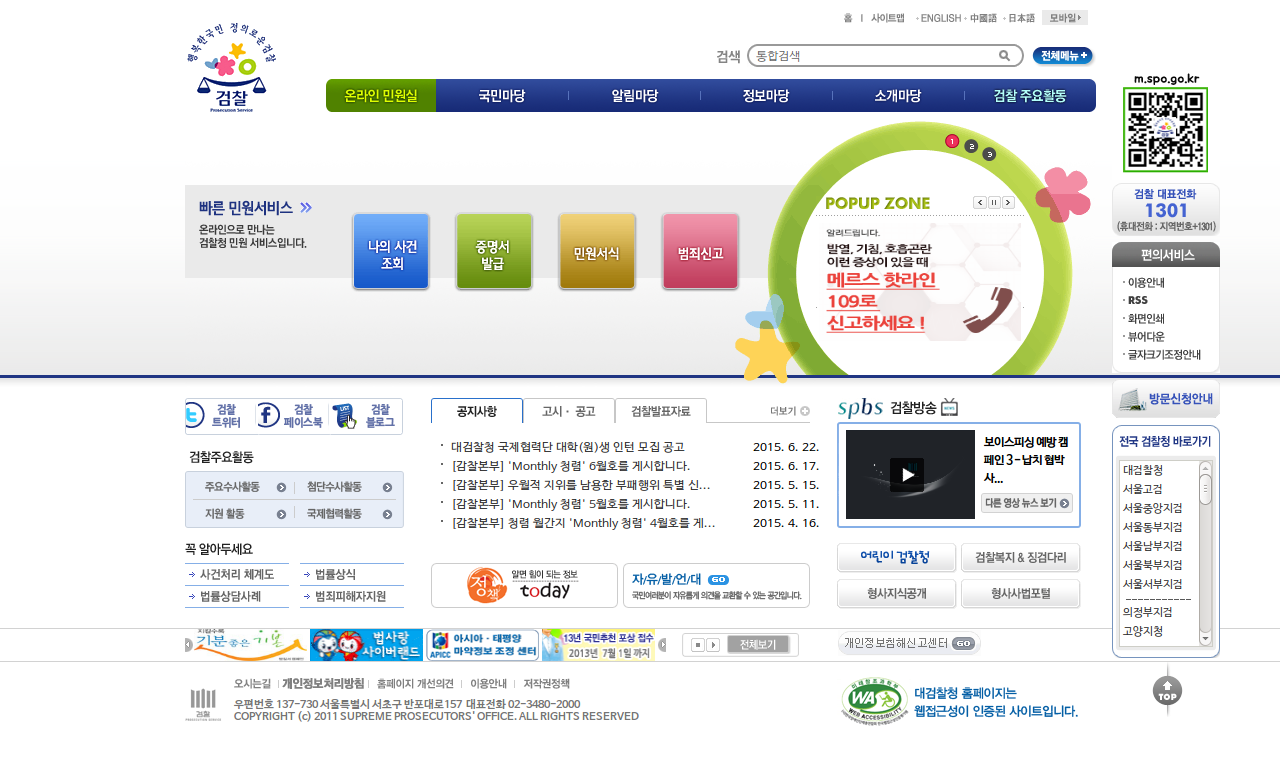 홈 사이트맵 ENGLISH 中國語 日本語 모바일
행복한국민 정의로운검찰
검찰
Prosecution Service
검색 통합검색 전체메뉴 +
온라인 민원실 국민마당 알림마당 정보마당 소개마당 검찰 주요활동
m.spo.go.kr
빠른 민원서비스
온라인으로 만나는
검찰청 민원 서비스입니다.
나의 사건
조회
증명서
발급
민원서식
범죄신고
1 2 3
POPUP ZONE
알려드립니다.
발열, 기침, 호흡곤란
이런 증상이 있을 때
메르스 핫라인
109로
신고하세요 !
검찰 대표전화
1301
(휴대전화 : 지역번호+1301)
편의서비스
이용안내
RSS
화면인쇄
뷰어다운
글자크기조정안내
방문신청안내
전국 검찰청 바로가기
대검찰청
서울고검
서울중앙지검
서울동부지검
서울남부지검
서울북부지검
서울서부지검
-----------
의정부지검
고양지청
검찰
트위터
검찰
페이스북
검찰
블로그
검찰주요활동
주요수사활동 첨단수사활동
지원 활동 국제협력활동
꼭 알아두세요
사건처리 체계도 법률상식
법률상담사례 범죄피해자지원
공지사항 고시 · 공고 검찰발표자료 더보기
대검찰청 국제협력단 대학(원)생 인턴 모집 공고 2015. 6. 22.
[감찰본부] 'Monthly 청렴' 6월호를 게시합니다. 2015. 6. 17.
[감찰본부] 우월적 지위를 남용한 부패행위 특별 신... 2015. 5. 15.
[감찰본부] 'Monthly 청렴' 5월호를 게시합니다. 2015. 5. 11.
[감찰본부] 청렴 월간지 'Monthly 청렴' 4월호를 게... 2015. 4. 16.
정책
알면 힘이 되는 정보
today
자/유/발/언/대 GO
국민여러분이 자유롭게 의견을 교환할 수 있는 공간입니다.
spbs 검찰방송 NEWS
보이스피싱 예방 캠
페인 3 - 납치 협박
사...
다른 영상 뉴스 보기
어린이 검찰청 검찰복지 & 징검다리
형사지식공개 형사사법포털
기분좋은
법사랑
사이버랜드
APICC
아시아 · 태평양
마약정보 조정 센터
13년 국민추천 포상 접수
2013년 7월 1일 까지
전체보기
개인정보침해신고센터 GO
오시는길 개인정보처리방침 홈페이지 개선의견 이용안내 저작권정책
검찰
우편번호 137-730 서울특별시 서초구 반포대로157 대표전화 02-3480-2000
COPYRIGHT (c) 2011 SUPREME PROSECUTORS' OFFICE. ALL RIGHTS RESERVED
WA
WEB ACCESSIBILITY
대검찰청 홈페이지는
웹접근성이 인증된 사이트입니다.
TOP